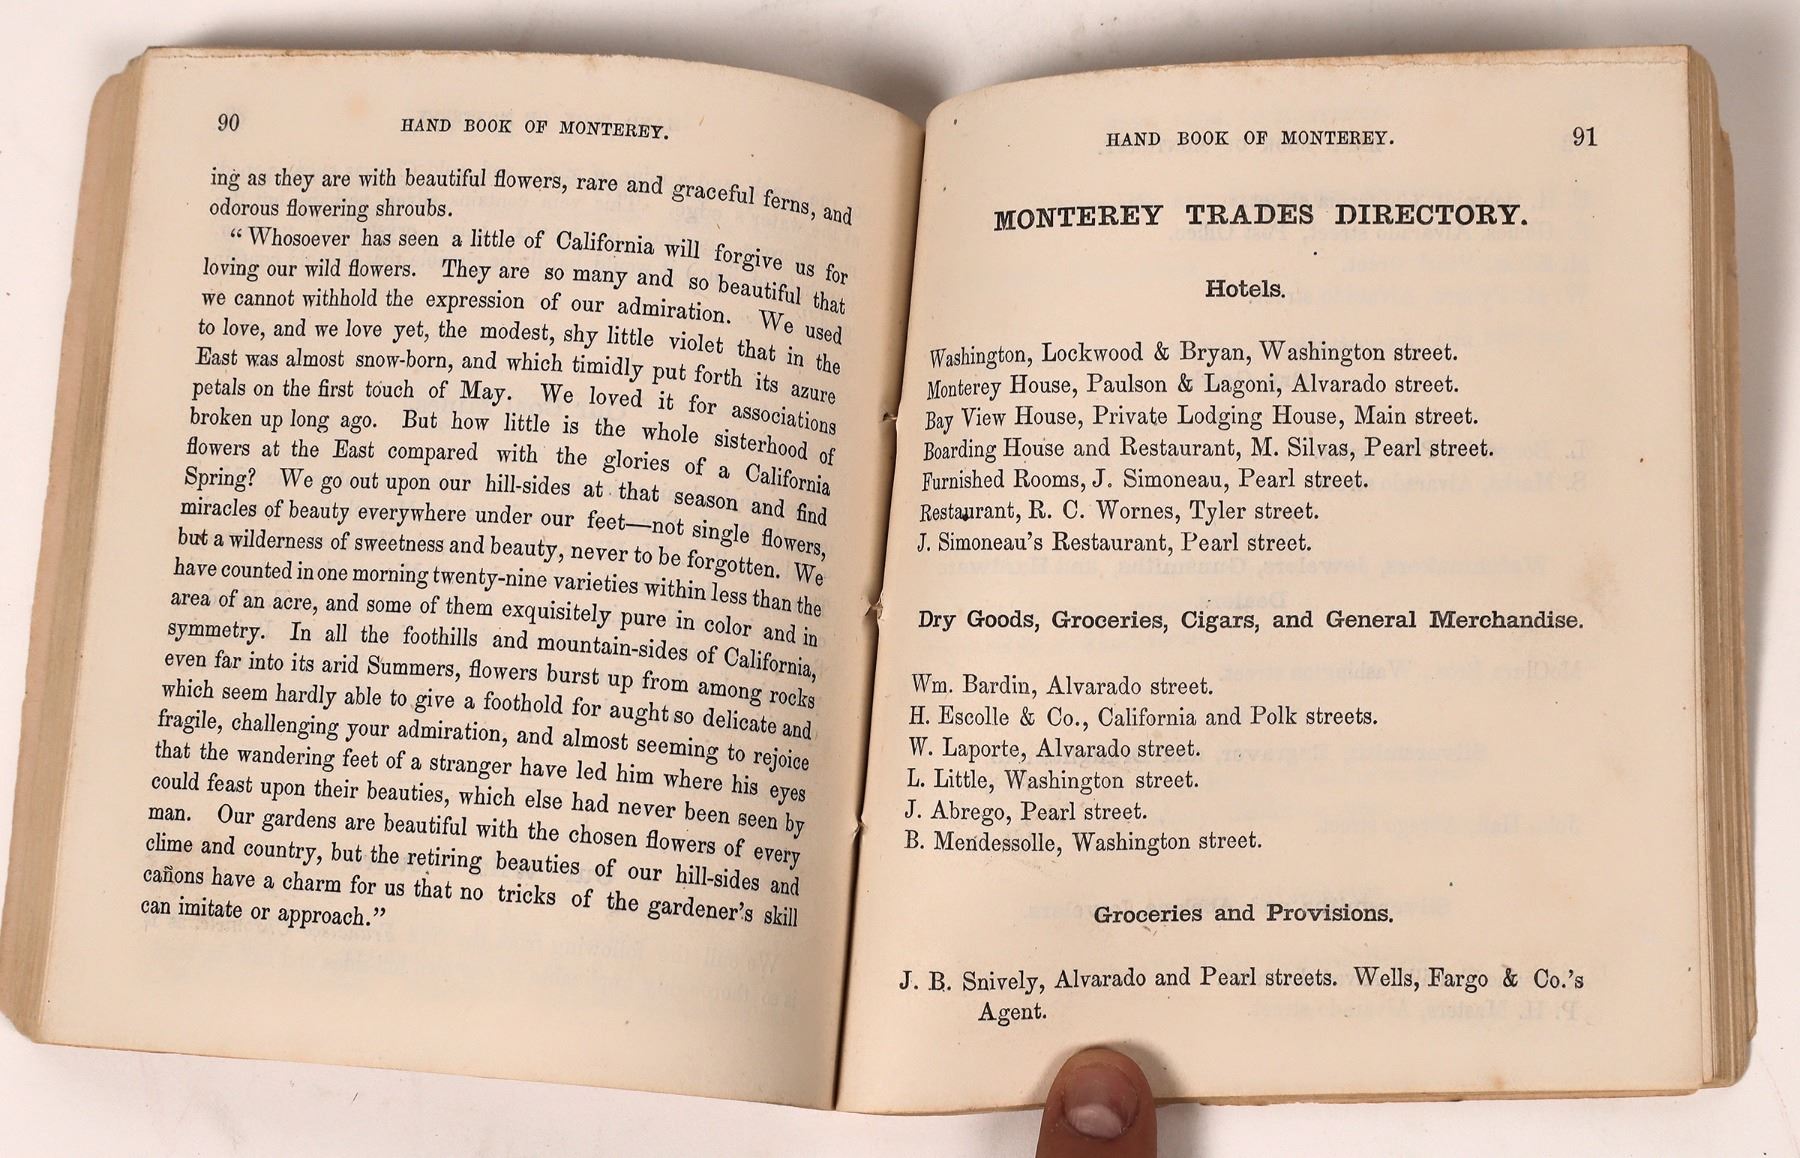 90
HAND BOOK OF MONTEREY.
ing as they are with beautiful flowers, rare and graceful ferns, and
odorous flowering shroubs.
“Whosoever has seen a little of California will forgive us for
loving our wild flowers. They are so many and so beautiful that
we cannot withhold the expression of our admiration. We used
to love, and we love yet, the modest, shy little violet that in the
East was almost snow-born, and which timidly put forth its azure
petals on the first touch of May. We loved it for associations
broken up long ago. But how little is the whole sisterhood of
flowers at the East compared with the glories of a California
Spring? We go out upon our hill-sides at that season and find
miracles of beauty everywhere under our feet—not single flowers,
but a wilderness of sweetness and beauty, never to be forgotten. We
have counted in one morning twenty-nine varieties within less than the
area of an acre, and some of them exquisitely pure in color and in
symmetry. In all the foothills and mountain-sides of California,
even far into its arid Summers, flowers burst up from among rocks
which seem hardly able to give a foothold for aught so delicate and
fragile, challenging your admiration, and almost seeming to rejoice
that the wandering feet of a stranger have led him where his eyes
could feast upon their beauties, which else had never been seen by
man. Our gardens are beautiful with the chosen flowers of every
clime and country, but the retiring beauties of our hill-sides and
cañons have a charm for us that no tricks of the gardener's skill
can imitate or approach.”
HAND BOOK OF MONTEREY.
91
MONTEREY TRADES DIRECTORY.
Hotels.
Washington, Lockwood & Bryan, Washington street.
Monterey House, Paulson & Lagoni, Alvarado street.
Bay View House, Private Lodging House, Main street.
Boarding House and Restaurant, M. Silvas, Pearl street.
Furnished Rooms, J. Simoneau, Pearl street.
Restaurant, R. C. Wornes, Tyler street.
J. Simoneau's Restaurant, Pearl street.
Dry Goods, Groceries, Cigars, and General Merchandise.
Wm. Bardin, Alvarado street.
H. Escolle & Co., California and Polk streets.
W. Laporte, Alvarado street.
L. Little, Washington street.
J. Abrego, Pearl street.
B. Mendessolle, Washington street.
Groceries and Provisions.
J. B. Snively, Alvarado and Pearl streets. Wells, Fargo & Co.'s
Agent.